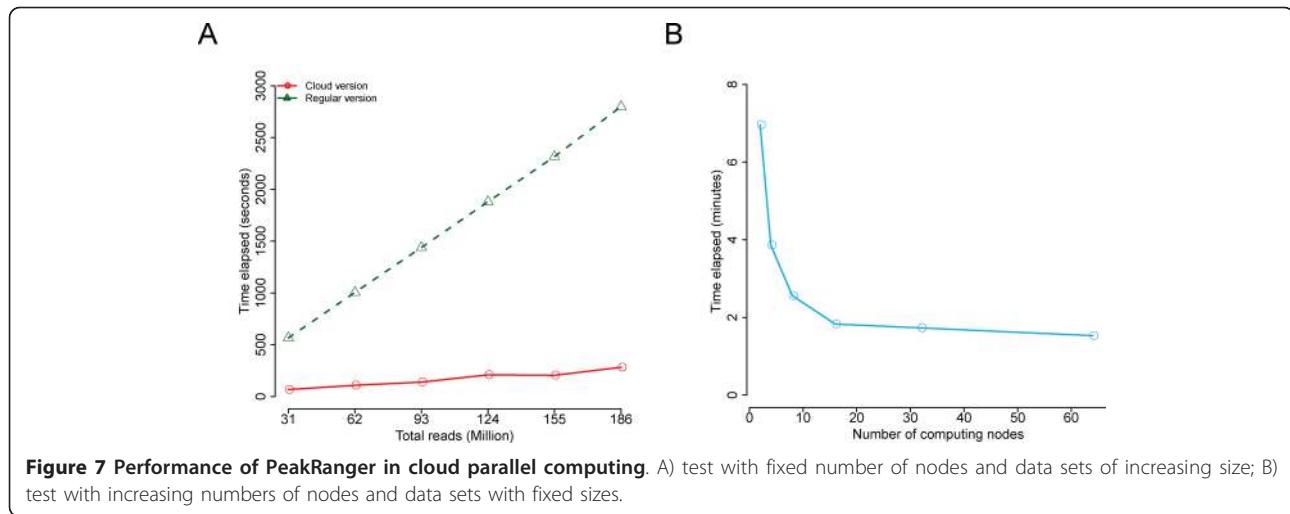 A
B
Cloud version
Regular version
Time elapsed (seconds)
0 500 1000 1500 2000 2500 3000
31 62 93 124 155 186
Total reads (Million)
Time elapsed (minutes)
0 2 4 6 8
0 10 20 30 40 50 60
Number of computing nodes
Figure 7 Performance of PeakRanger in cloud parallel computing. A) test with fixed number of nodes and data sets of increasing size; B)
test with increasing numbers of nodes and data sets with fixed sizes.